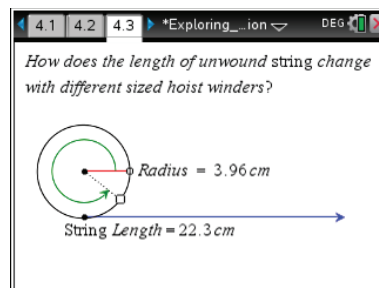 4.1 4.2 4.3 *Exploring_...ion DEG
How does the length of unwound string change
with different sized hoist winders?
Radius = 3.96 cm
String Length = 22.3 cm